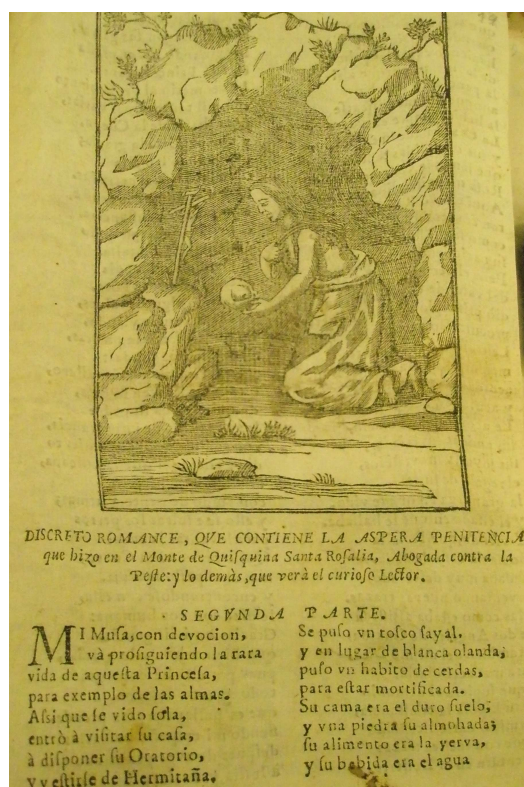 DISCRETO ROMANCE, QVE CONTIENE LA ASPERA PENITENCIA
que hizo en el Monte de Quiſquina Santa Roſalia, Abogada contra la
Peſte: y lo demàs, que verà el curioſo Lector.
SEGVNDA PARTE.
MI Muſa, con devocion,
và proſiguiendo la rara
vida de aqueſta Princeſa,
para exemplo de las almas.
Aſsi que ſe vido ſola,
entrò à viſitar ſu caſa,
à diſponer ſu Oratorio,
y veſtirſe de Hermitaña.
Se puſo vn toſco ſayal.
y en lugar de blanca olanda;
puſo vn habito de cerdas,
para eſtar mortificada.
Su cama era el duro ſuelo;
y vna piedra ſu almohada;
ſu alimento era la yerva,
y ſu bebida era el agua